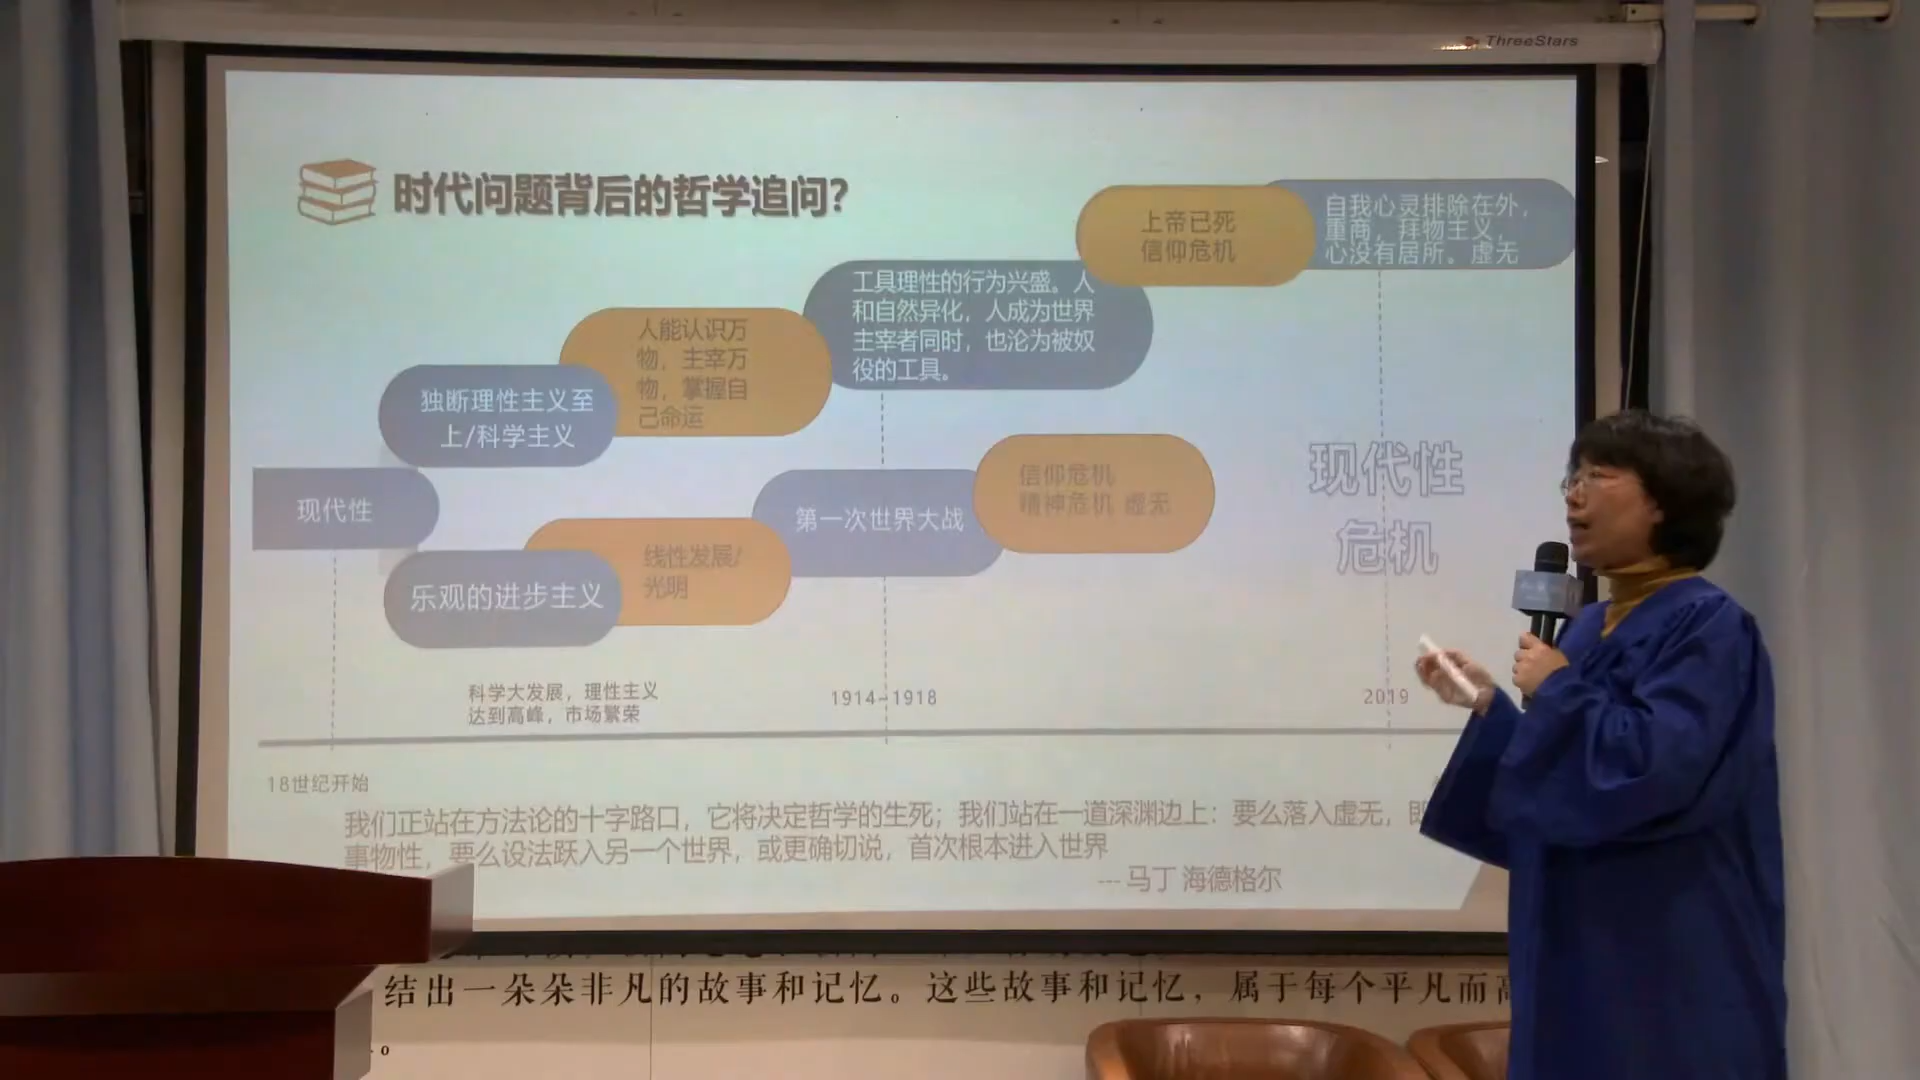 ThreeStars
时代问题背后的哲学追问?
上帝已死
信仰危机
自我心灵排除在外，
重商，拜物主义，
心没有居所。虚无
工具理性的行为兴盛。人
和自然异化，人成为世界
主宰者同时，也沦为被奴
役的工具。
人能认识万
物，主宰万
物，掌握自
己命运
独断理性主义至
上/科学主义
现代性
乐观的进步主义
线性发展/
光明
第一次世界大战
信仰危机
精神危机 虚无
现代性
危机
科学大发展，理性主义
达到高峰，市场繁荣
1914-1918
2019
18世纪开始
我们正站在方法论的十字路口，它将决定哲学的生死；我们站在一道深渊边上：要么落入虚无，即
事物性，要么设法跃入另一个世界，或更确切说，首次根本进入世界
--- 马丁 海德格尔
结出一朵朵非凡的故事和记忆。这些故事和记忆，属于每个平凡而